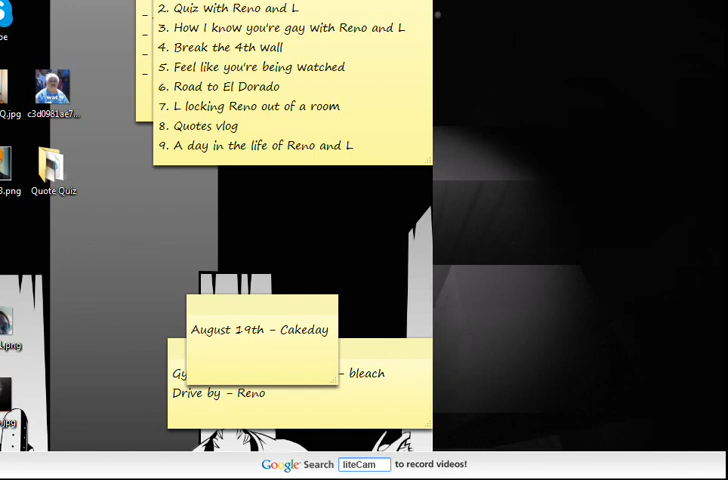 2. Quiz with Reno and L
3. How I know you're gay with Reno and L
4. Break the 4th wall
5. Feel like you're being watched
6. Road to El Dorado
7. L locking Reno out of a room
8. Quotes vlog
9. A day in the life of Reno and L
pe
Q.jpg
c3d0981ae7...
3.png
Quote Quiz
August 19th - Cakeday
Gy
- bleach
Drive by - Reno
).png
.jpg
Google Search liteCam to record videos!